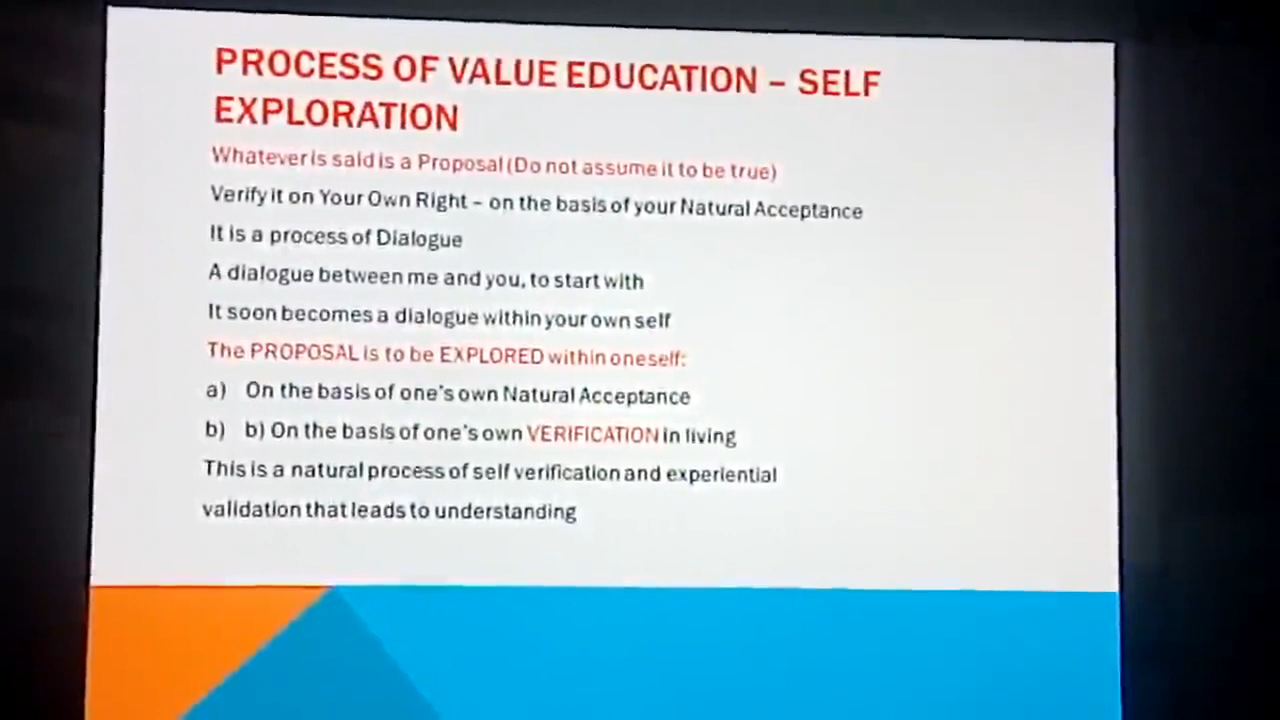 PROCESS OF VALUE EDUCATION – SELF
EXPLORATION
Whatever is said is a Proposal (Do not assume it to be true)
Verify it on Your Own Right – on the basis of your Natural Acceptance
It is a process of Dialogue
A dialogue between me and you, to start with
It soon becomes a dialogue within your own self
The PROPOSAL is to be EXPLORED within oneself:
a) On the basis of one's own Natural Acceptance
b) b) On the basis of one's own VERIFICATION in living
This is a natural process of self verification and experiential
validation that leads to understanding